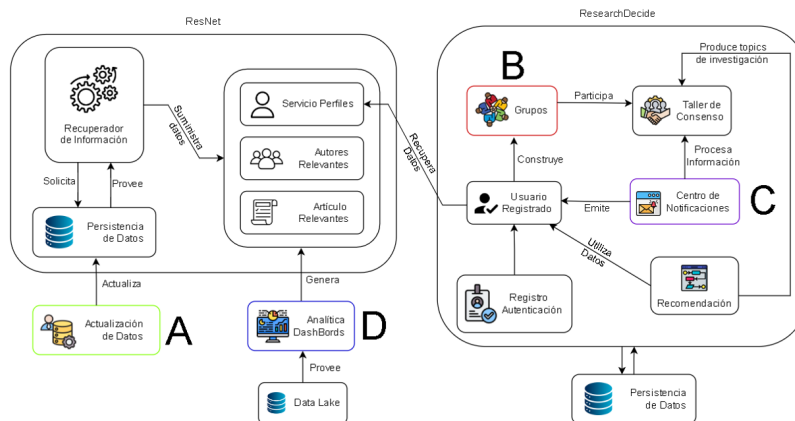 ResNet
Recuperador
de Información
Suministra
datos
Servicio Perfiles
Autores
Relevantes
Artículo
Relevantes
Solicita
Provee
Persistencia
de Datos
Actualiza
Actualización
de Datos
A
Genera
Analítica
DashBords
D
Provee
Data Lake
Recupera
Datos
ResearchDecide
Produce topics
de investigación
B
Grupos
Participa
Taller de
Consenso
Construye
Procesa
Información
Usuario
Registrado
Emite
Centro de
Notificaciones
C
Utiliza
Datos
Registro
Autenticación
Recomendación
Persistencia
de Datos